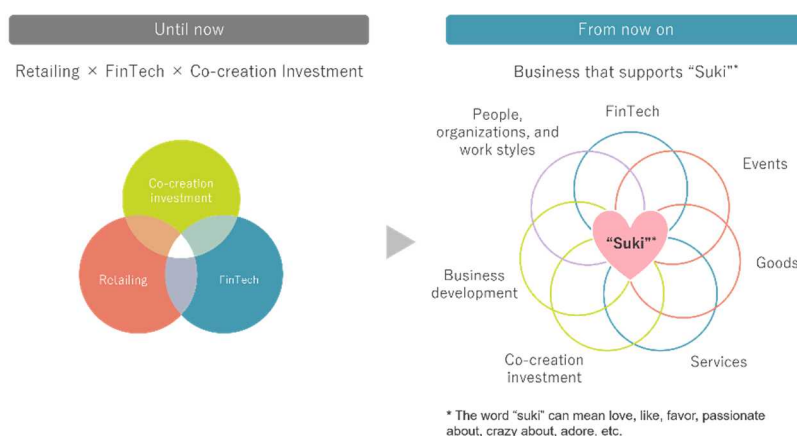 Until now
Retailing × FinTech × Co-creation Investment
Co-creation
investment
Retailing
FinTech
From now on
Business that supports “Suki”*
People,
organizations, and
work styles
FinTech
Events
“Suki”*
Goods
Business
development
Co-creation
investment
Services
* The word “suki” can mean love, like, favor, passionate
about, crazy about, adore, etc.